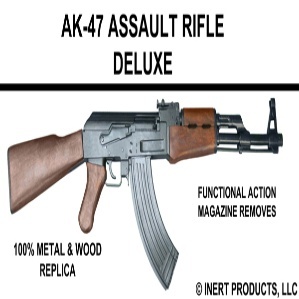 AK-47 ASSAULT RIFLE
DELUXE
FUNCTIONAL ACTION
MAGAZINE REMOVES
100% METAL & WOOD
REPLICA
© INERT PRODUCTS, LLC